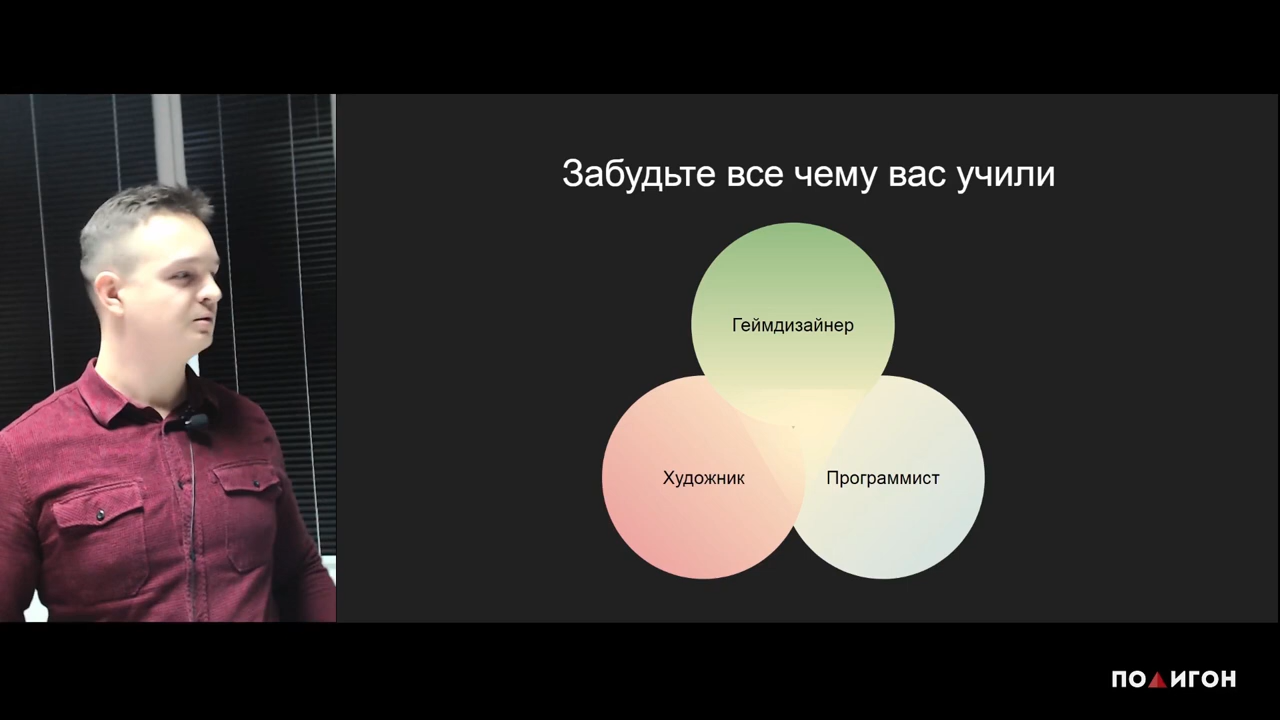 Забудьте все чему вас учили
Геймдизайнер
Художник
Программист
ПОЛИГОН